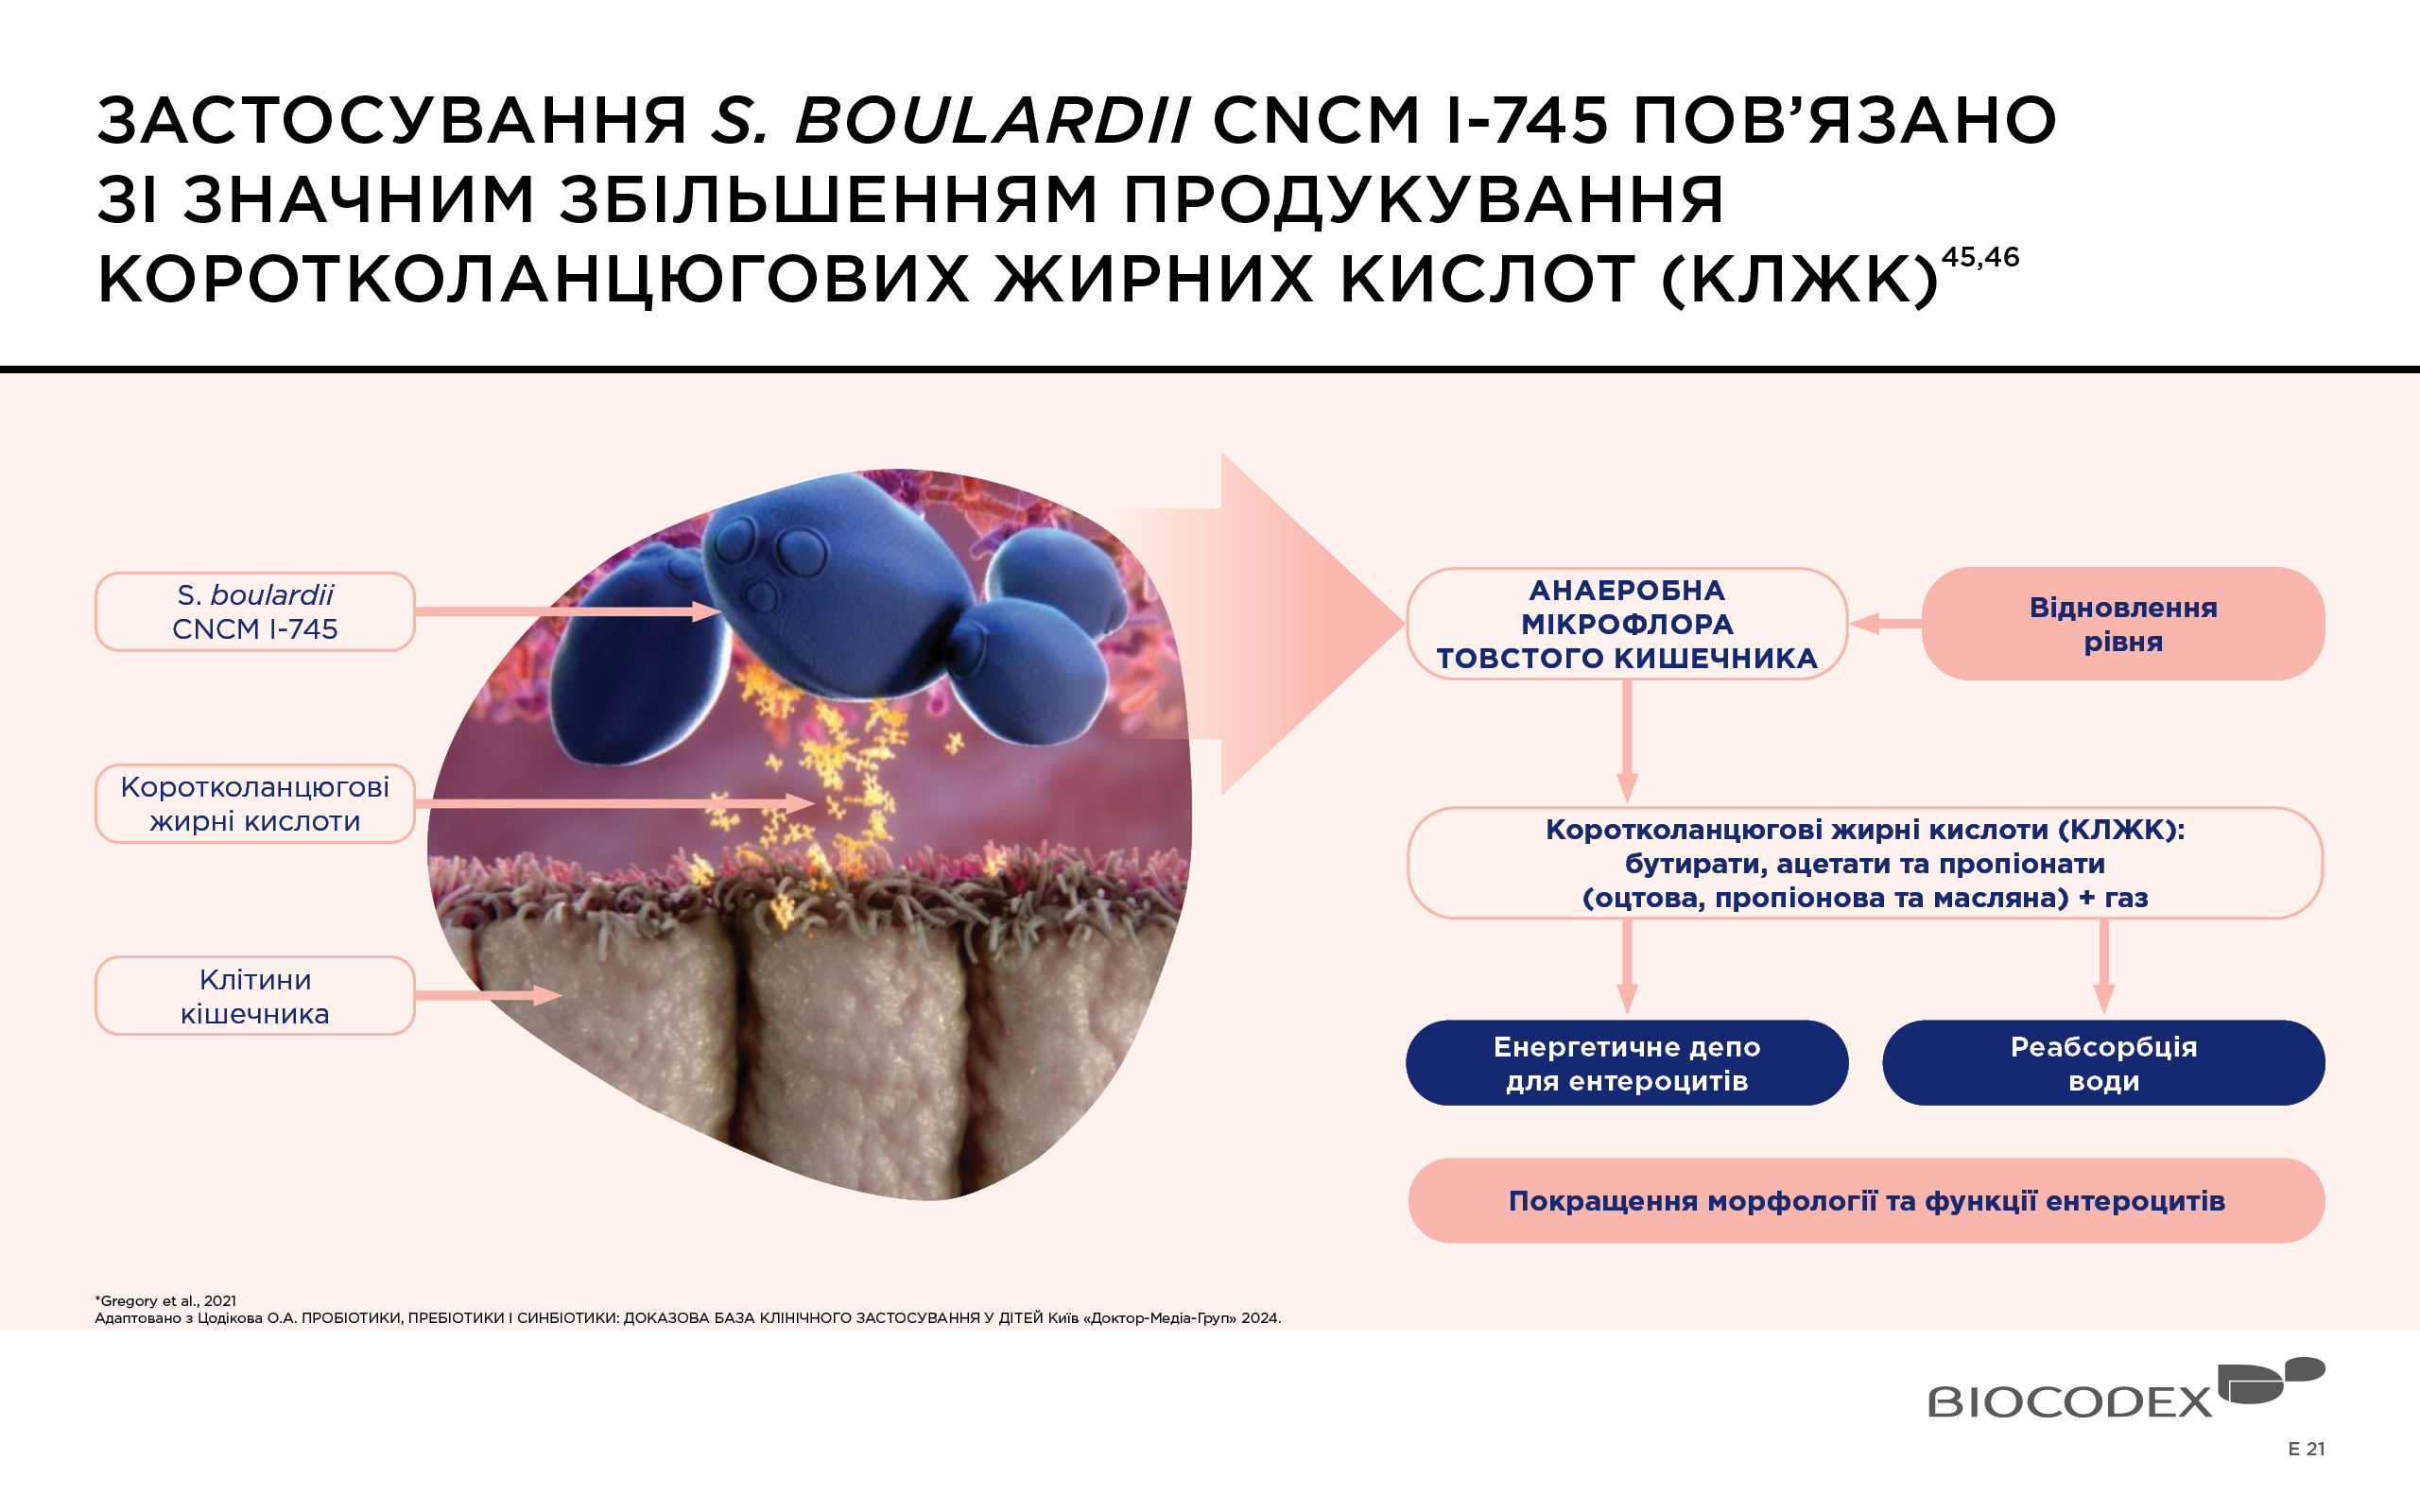 ЗАСТОСУВАННЯ S. BOULARDII CNCM I-745 ПОВ’ЯЗАНО
ЗІ ЗНАЧНИМ ЗБІЛЬШЕННЯМ ПРОДУКУВАННЯ
КОРОТКОЛАНЦЮГОВИХ ЖИРНИХ КИСЛОТ (КЛЖК)45,46
S. boulardii
CNCM I-745
Коротколанцюгові
жирні кислоти
Клітини
кішечника
АНАЕРОБНА
МІКРОФЛОРА
ТОВСТОГО КИШЕЧНИКА
Відновлення
рівня
Коротколанцюгові жирні кислоти (КЛЖК):
бутирати, ацетати та пропіонати
(оцтова, пропіонова та масляна) + газ
Енергетичне депо
для ентероцитів
Реабсорбція
води
Покращення морфології та функції ентероцитів
*Gregory et al., 2021
Адаптовано з Цодікова О.А. ПРОБІОТИКИ, ПРЕБІОТИКИ І СИНБІОТИКИ: ДОКАЗОВА БАЗА КЛІНІЧНОГО ЗАСТОСУВАННЯ У ДІТЕЙ Київ «Доктор-Медіа-Груп» 2024.
BIOCODEX
E 21